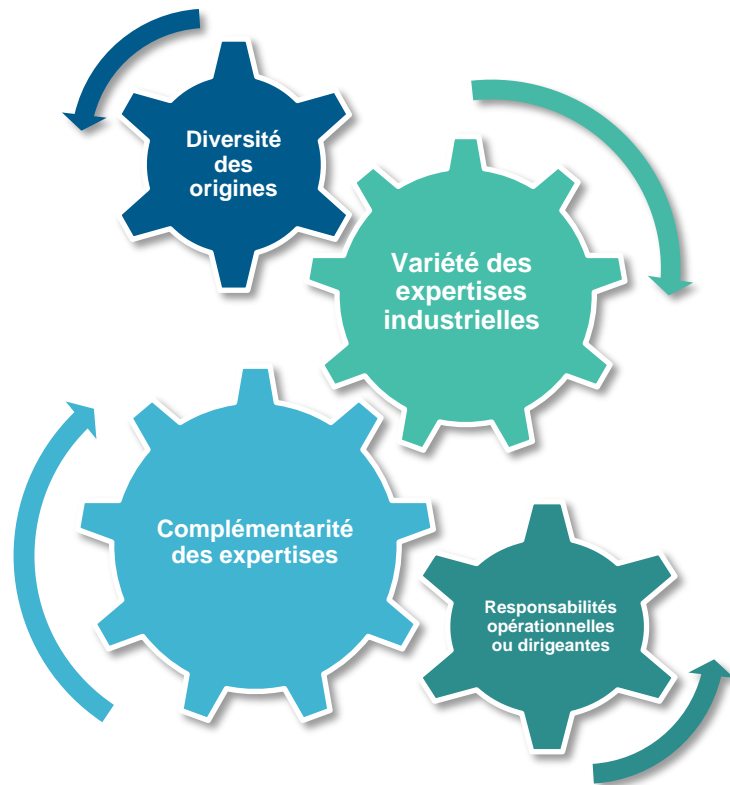 Diversité
des
origines
Variété des
expertises
industrielles
Complémentarité
des expertises
Responsabilités
opérationnelles
ou dirigeantes